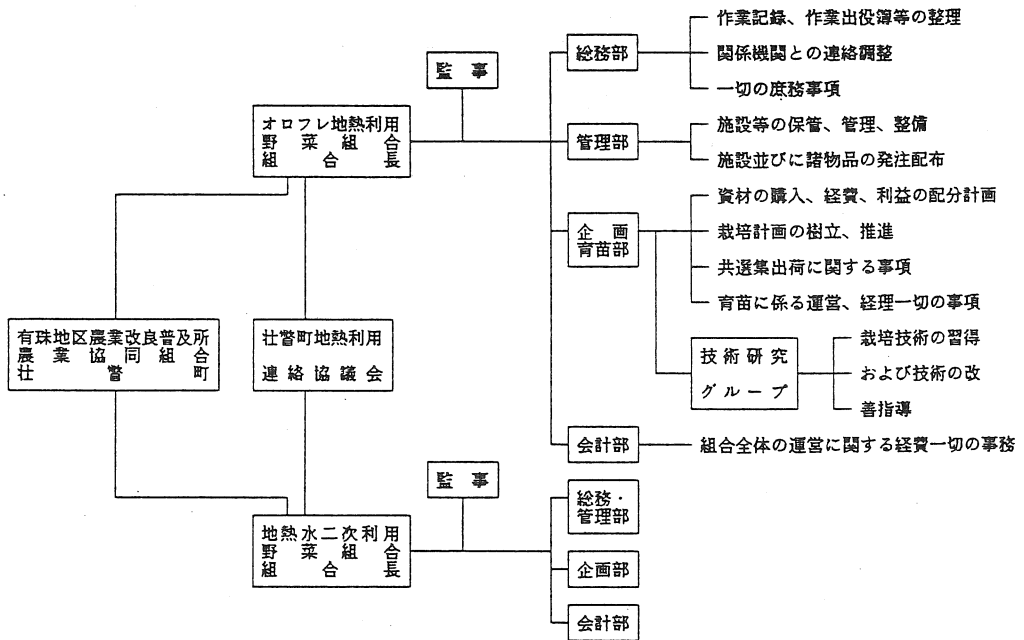 作業記録、作業出役簿等の整理
総務部
関係機関との連絡調整
監事
一切の庶務事項
オロフレ地熱利用
野菜組合
組合長
施設等の保管、管理、整備
管理部
施設並びに諸物品の発注配布
資材の購入、経費、利益の配分計画
企画
育苗部
栽培計画の樹立、推進
共選集出荷に関する事項
育苗に係る運営、経理一切の事項
有珠地区農業改良普及所
農業協同組合
壮瞥町
壮瞥町地熱利用
連絡協議会
技術研究
グループ
栽培技術の習得
および技術の改
善指導
会計部
組合全体の運営に関する経費一切の事務
監事
総務・
管理部
地熱水二次利用
野菜組合
組合長
企画部
会計部